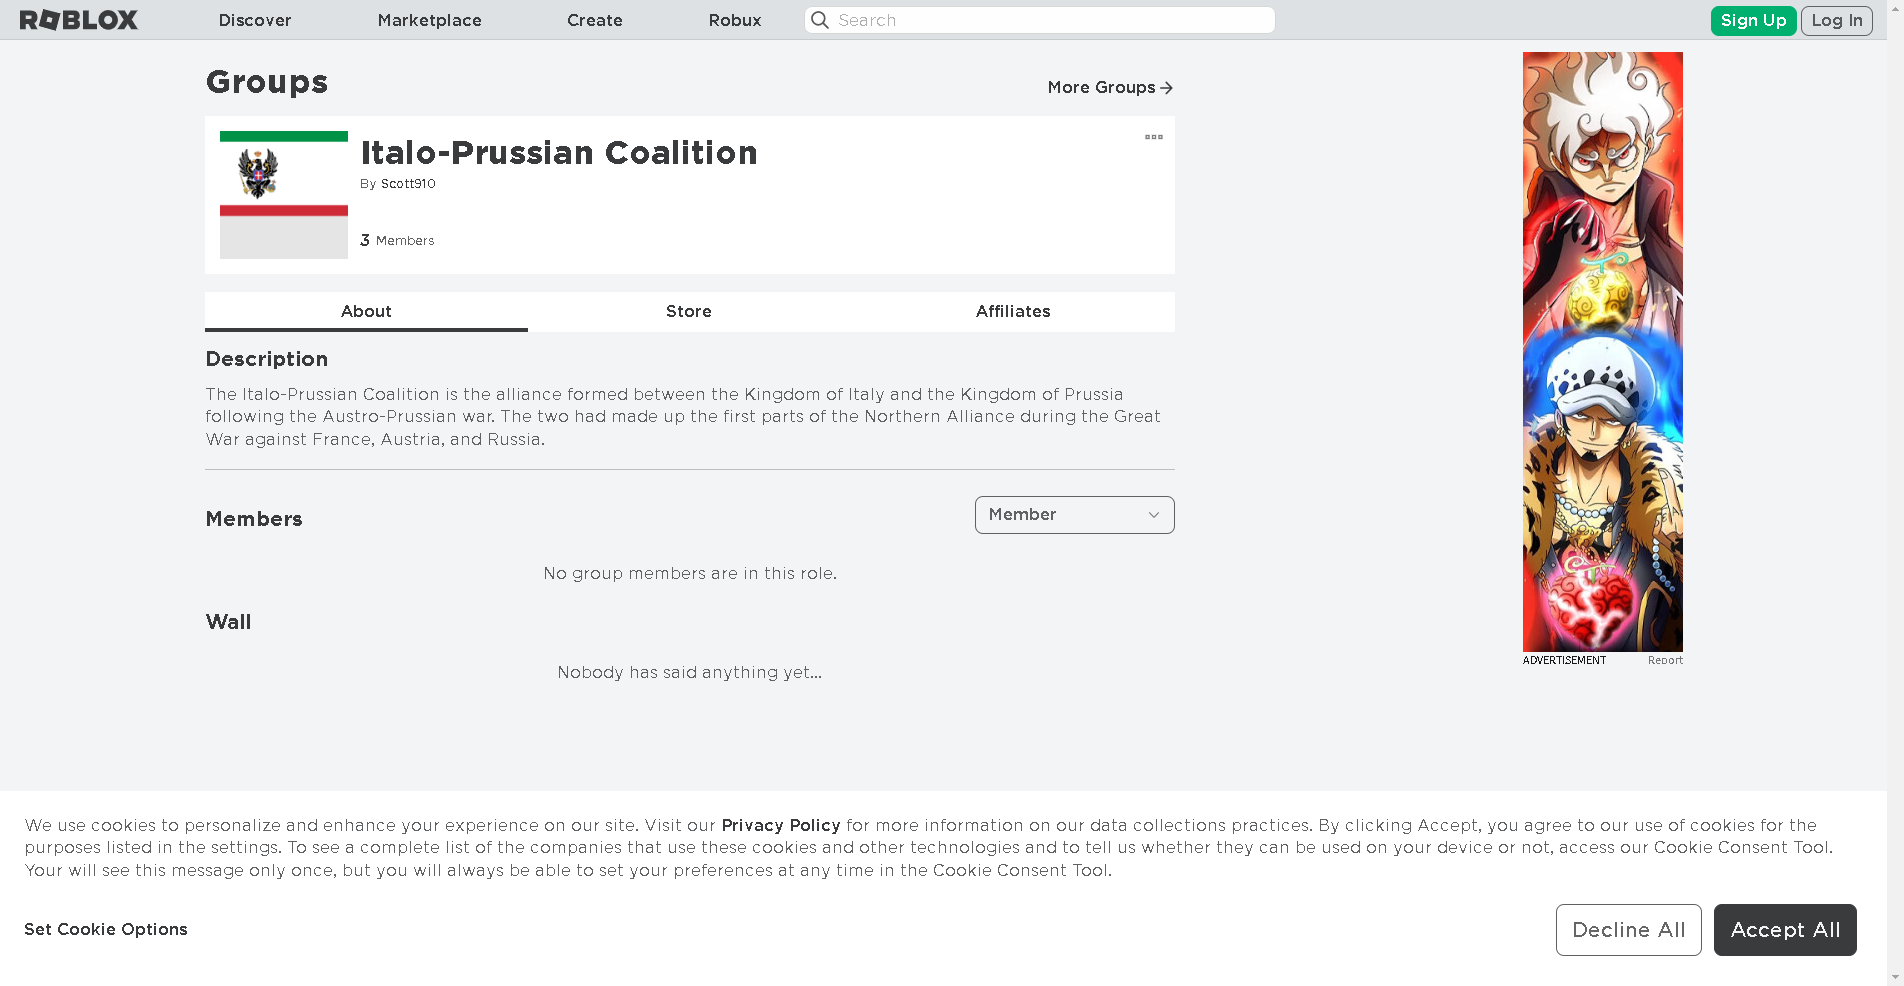 ROBLOX Discover Marketplace Create Robux Search Sign Up Log In
Groups
More Groups
Italo-Prussian Coalition
By Scott910
3 Members
About Store Affiliates
Description
The Italo-Prussian Coalition is the alliance formed between the Kingdom of Italy and the Kingdom of Prussia
following the Austro-Prussian war. The two had made up the first parts of the Northern Alliance during the Great
War against France, Austria, and Russia.
Members
Member
No group members are in this role.
Wall
Nobody has said anything yet...
ADVERTISEMENT Report
We use cookies to personalize and enhance your experience on our site. Visit our Privacy Policy for more information on our data collections practices. By clicking Accept, you agree to our use of cookies for the
purposes listed in the settings. To see a complete list of the companies that use these cookies and other technologies and to tell us whether they can be used on your device or not, access our Cookie Consent Tool.
Your will see this message only once, but you will always be able to set your preferences at any time in the Cookie Consent Tool.
Set Cookie Options
Decline All
Accept All